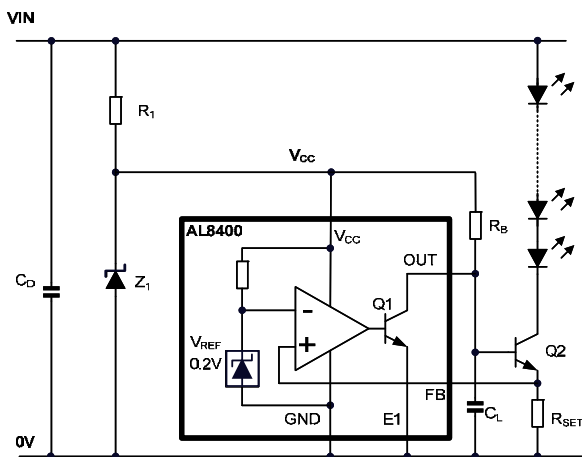 VIN
R1
VCC
AL8400
VCC
RB
OUT
CD
Z1
Q1
VREF
0.2V
-
+
Q2
FB
GND
E1
CL
RSET
0V